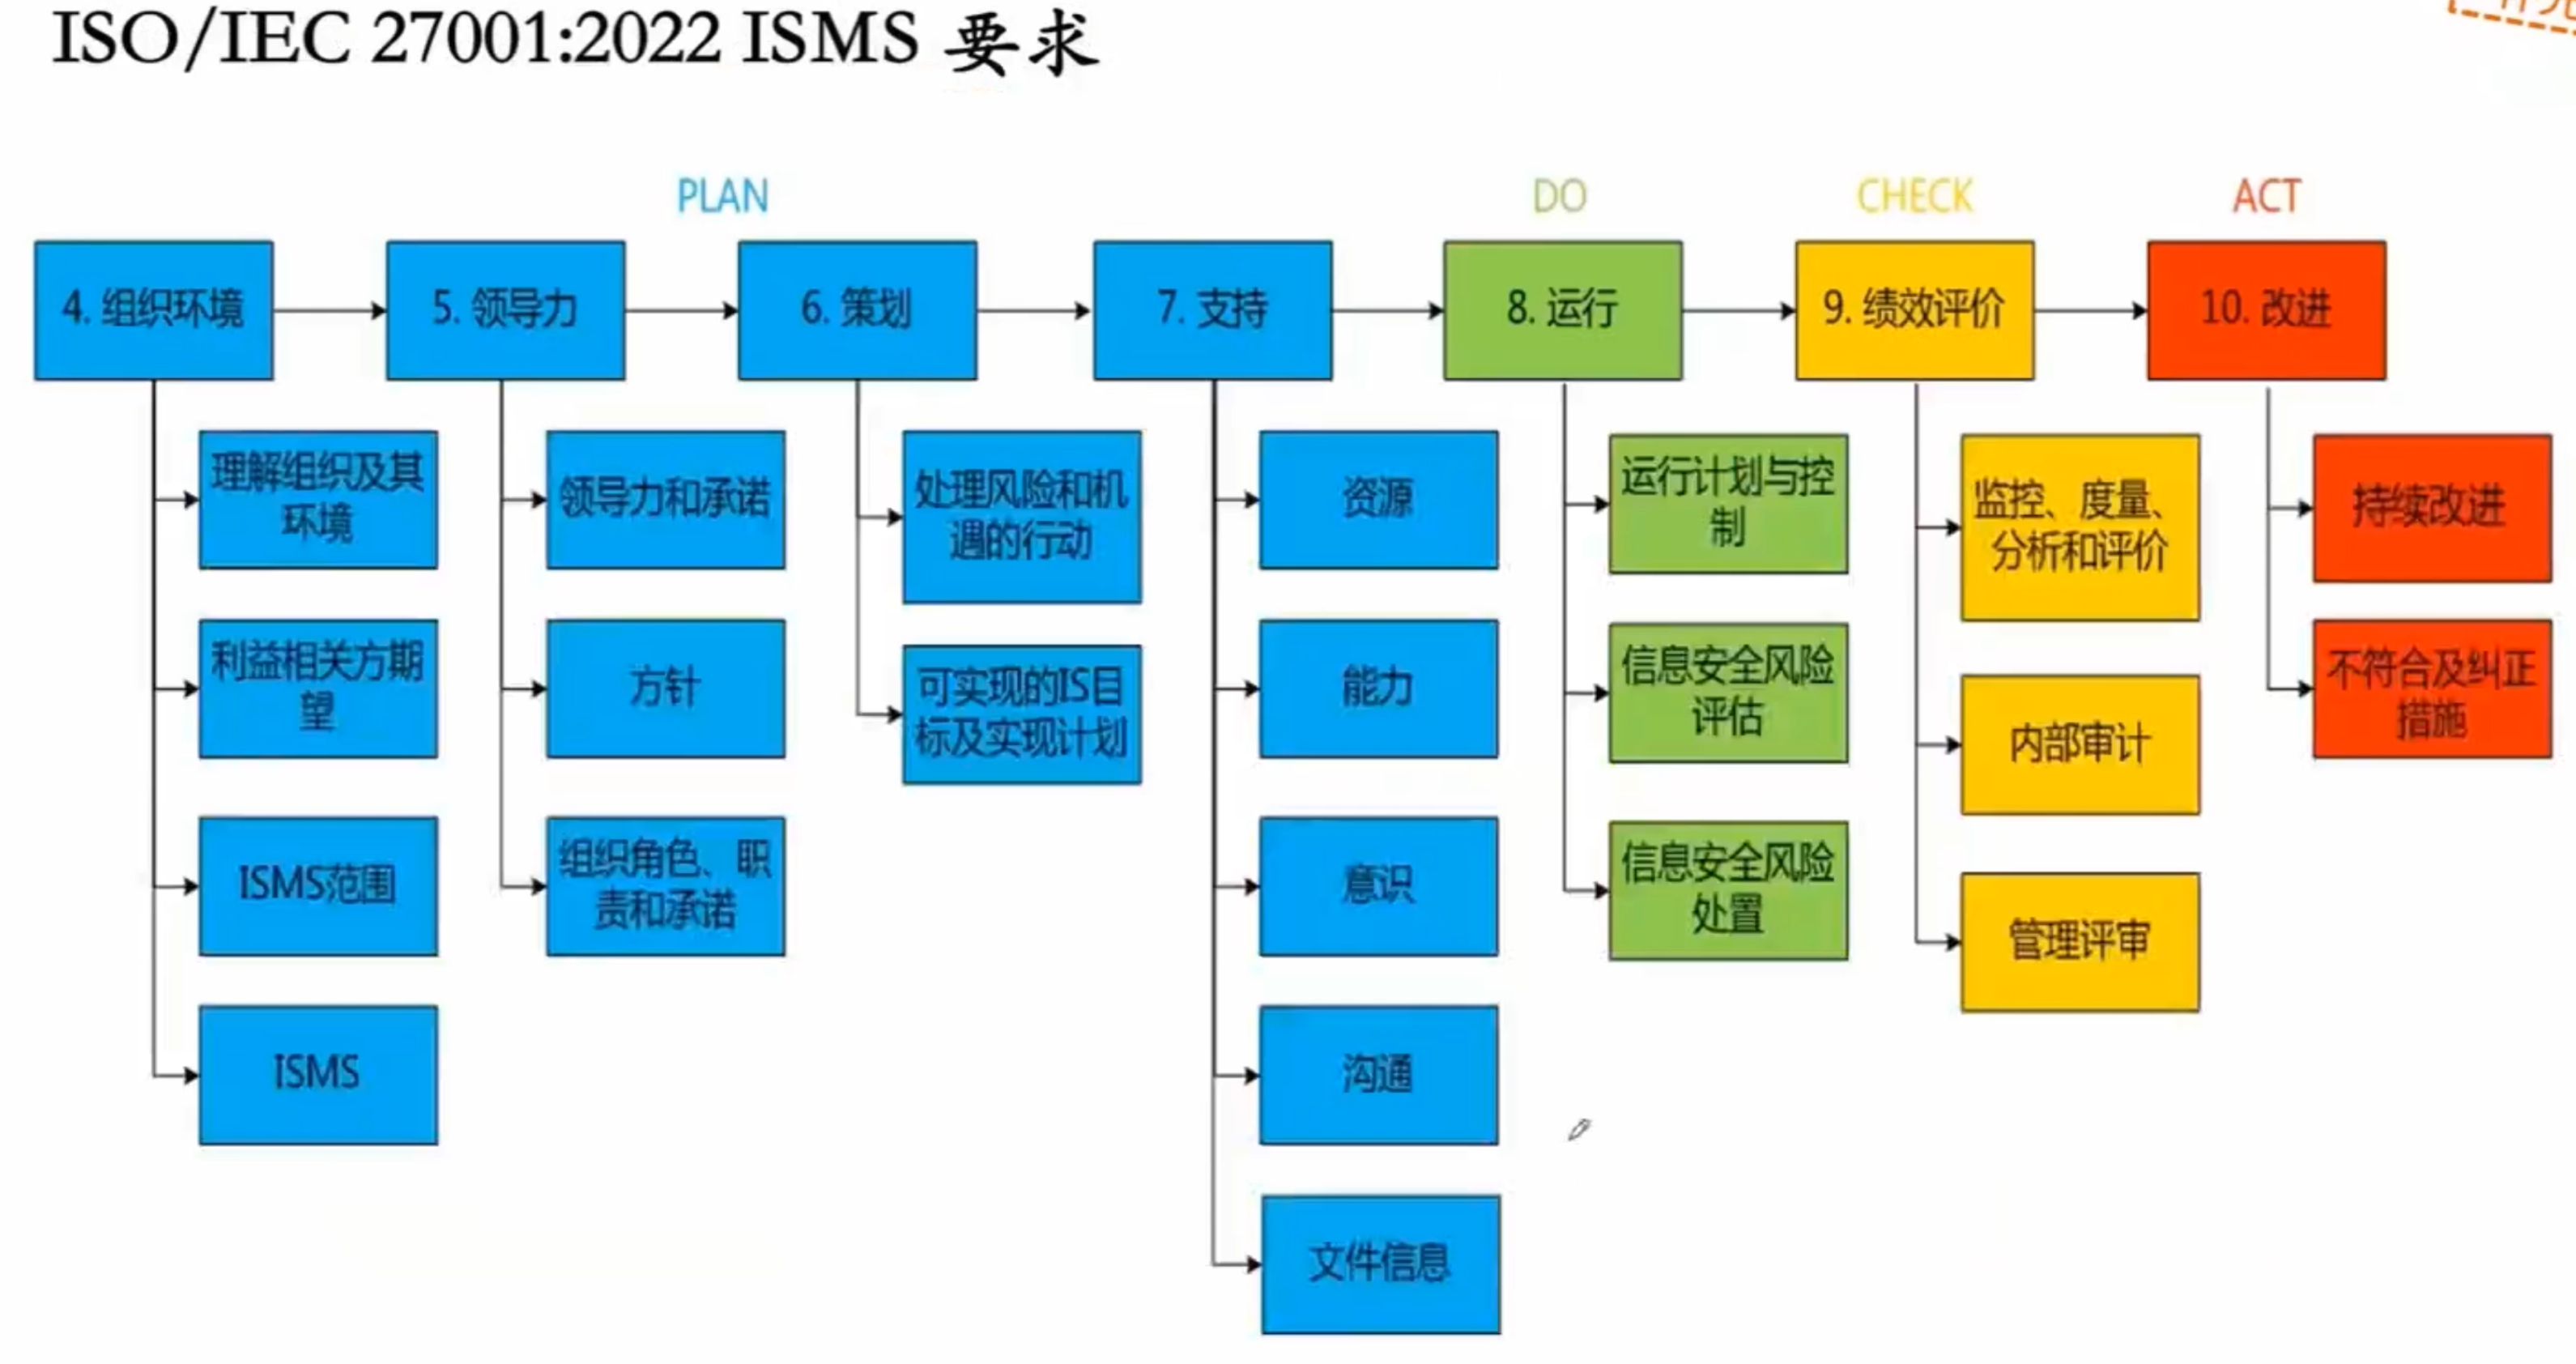 ISO/IEC 27001:2022 ISMS 要求
PLAN
DO
CHECK
ACT
4. 组织环境
5. 领导力
6. 策划
7. 支持
8. 运行
9. 绩效评价
10. 改进
理解组织及其
环境
利益相关方期
望
ISMS范围
ISMS
领导力和承诺
方针
组织角色、职
责和承诺
处理风险和机
遇的行动
可实现的IS目
标及实现计划
资源
能力
意识
沟通
文件信息
运行计划与控
制
信息安全风险
评估
信息安全风险
处置
监控、度量、
分析和评价
内部审计
管理评审
持续改进
不符合及纠正
措施